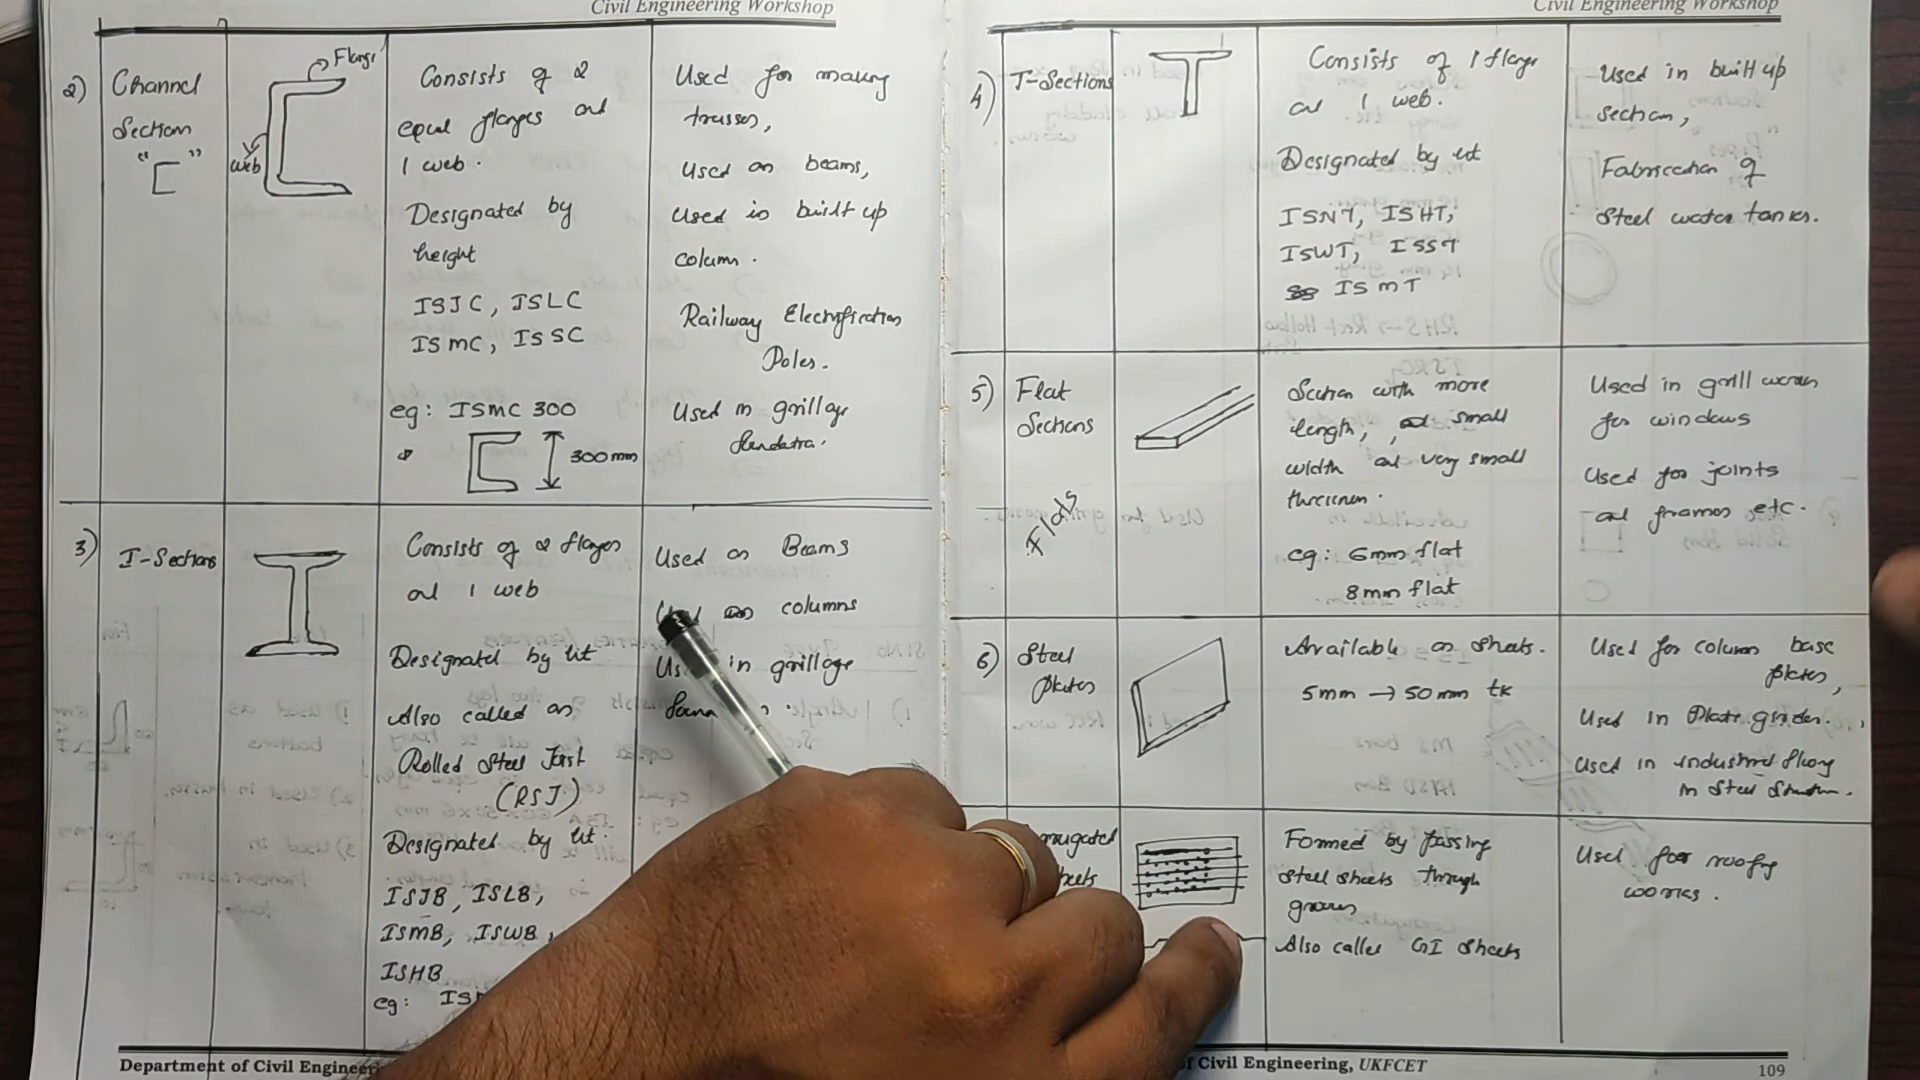 Civil Engineering Workshop
2)
Channel
Section
"[ "
Flange
web
Consists of 2
equal flanges and
1 web.
Designated by
height
ISJC, ISLC
ISMC, ISSC
eg: ISMC 300
300mm
Used for making
trusses,
Used as beams,
Used in built up
column.
Railway Electrification
Poles.
Used in grillage
3)
I-Sections
Consists of 2 flanges
and 1 web
Designated by ht
Also called as
Rolled Steel Joist
(RSJ)
Designated by ht.
ISJB, ISLB,
ISMB, ISWB,
ISHB
eg:
Used as Beams
as columns
in grillage
Department of Civil
Civil Engineering Workshop
4)
T-Sections
Consists of 1 flange
and 1 web.
Designated by ht
ISNT, ISHT,
ISWT, ISST
ISMT
Used in built up
section,
Fabrication of
Steel water tanks.
5)
Flat
Sections
Flats
Section with more
length, small
width and very small
thickness.
eg: 6mm flat
8mm flat
Used in grill works
for windows
Used for joints
and frames, etc.
6)
Steel
plates
Available as sheets.
5mm → 50mm tk
Used for column base
plates,
Used in Plate girder.
Used in industrial flooring
in Steel Structure.
Formed by passing
steel sheets through
grooves
Also called GI sheets
Used for roofing
works.
of Civil Engineering, UKFCET
109